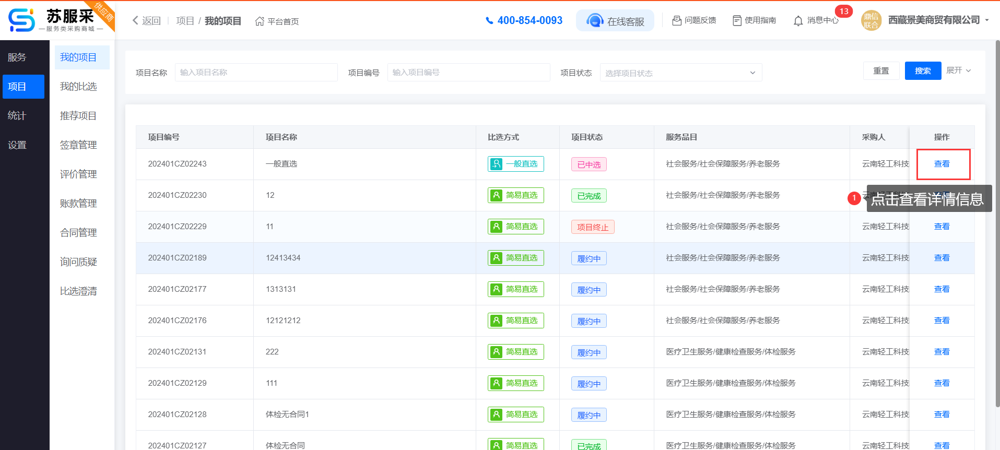 苏服采
服务类采购商城
供应商
返回
项目 / 我的项目
平台首页
400-854-0093
在线客服
问题反馈
使用指南
消息中心
13
鼎信
联合
西藏景美商贸有限公司
服务
项目
统计
设置
我的项目
我的比选
推荐项目
签章管理
评价管理
账款管理
合同管理
询问质疑
比选澄清
项目名称 输入项目名称 项目编号 输入项目编号 项目状态 选择项目状态 重置 搜索 展开
项目编号 项目名称 比选方式 项目状态 服务品目 采购人 操作
202401CZ02243 一般直选 一般直选 已中选 社会服务/社会保障服务/养老服务 云南轻工科技 查看
202401CZ02230 12 简易直选 已完成 社会服务/社会保障服务/养老服务
1 点击查看详情信息
202401CZ02229 11 简易直选 项目终止 社会服务/社会保障服务/养老服务 云南轻工科技 查看
202401CZ02189 12413434 简易直选 履约中 社会服务/社会保障服务/养老服务 云南轻工科技 查看
202401CZ02177 1313131 简易直选 履约中 社会服务/社会保障服务/养老服务 云南轻工科技 查看
202401CZ02176 12121212 简易直选 履约中 社会服务/社会保障服务/养老服务 云南轻工科技 查看
202401CZ02131 222 简易直选 履约中 医疗卫生服务/健康检查服务/体检服务 云南轻工科技 查看
202401CZ02129 111 简易直选 履约中 医疗卫生服务/健康检查服务/体检服务 云南轻工科技 查看
202401CZ02128 体检无合同1 简易直选 履约中 医疗卫生服务/健康检查服务/体检服务 云南轻工科技 查看
202401CZ02127 体检无合同 简易直选 已完成 医疗卫生服务/健康检查服务/体检服务 云南轻工科技 查看